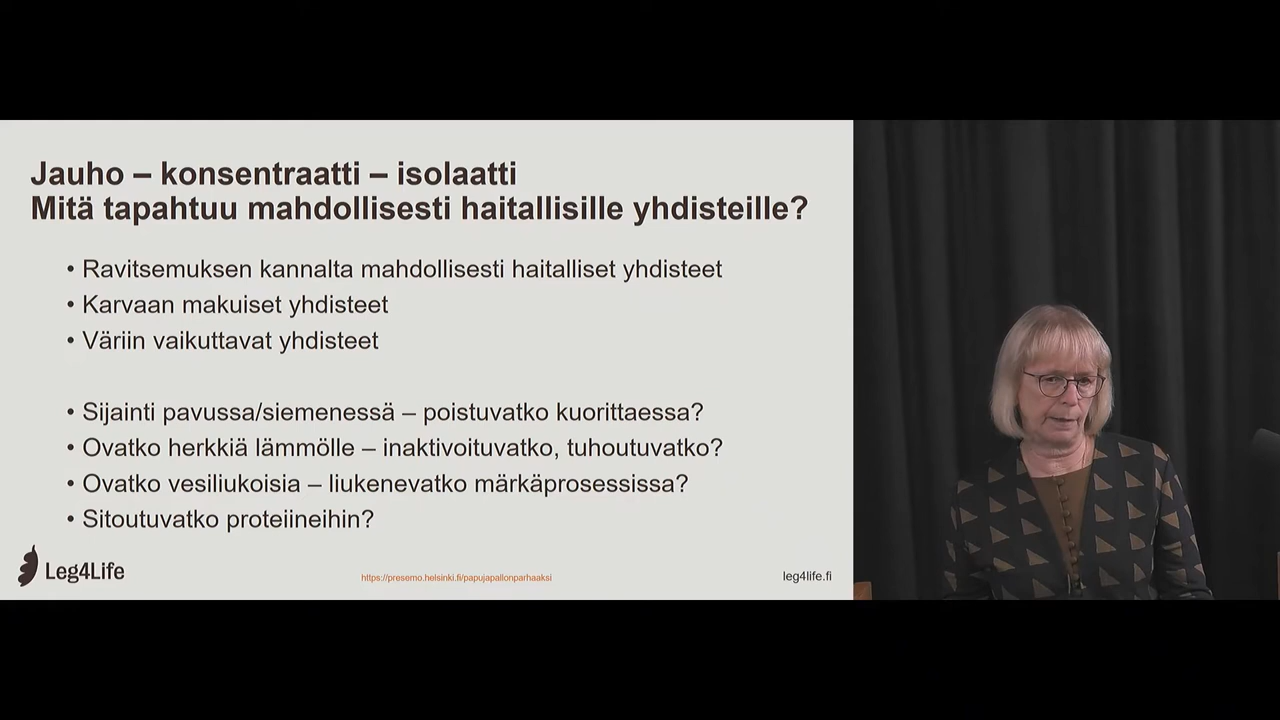 Jauho – konsentraatti – isolaatti
Mitä tapahtuu mahdollisesti haitallisille yhdisteille?
• Ravitsemuksen kannalta mahdollisesti haitalliset yhdisteet
• Karvaan makuiset yhdisteet
• Väriin vaikuttavat yhdisteet
• Sijainti pavussa/siemenessä – poistuvatko kuorittaessa?
• Ovatko herkkiä lämmölle – inaktivoituvatko, tuhoutuvatko?
• Ovatko vesiliukoisia – liukenevatko märkäprosessissa?
• Sitoutuvatko proteiineihin?
Leg4Life
https://presemo.helsinki.fi/papujapallonparhaaksi
leg4life.fi